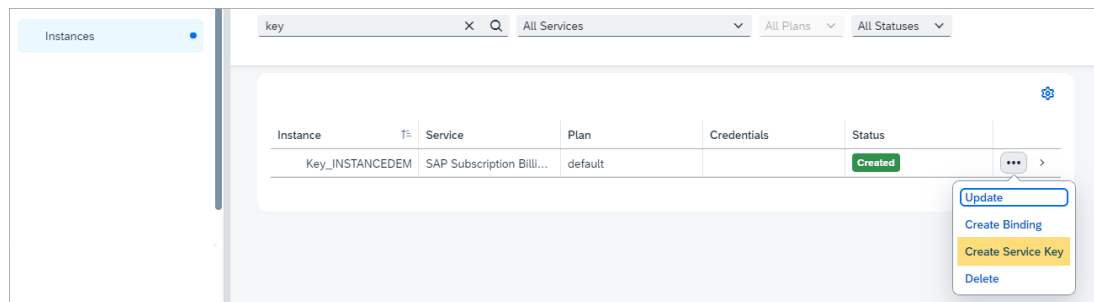 Instances
key
All Services
All Plans
All Statuses
Instance Service Plan Credentials Status
Key_INSTANCEDEM SAP Subscription Billi... default Created
Update
Create Binding
Create Service Key
Delete